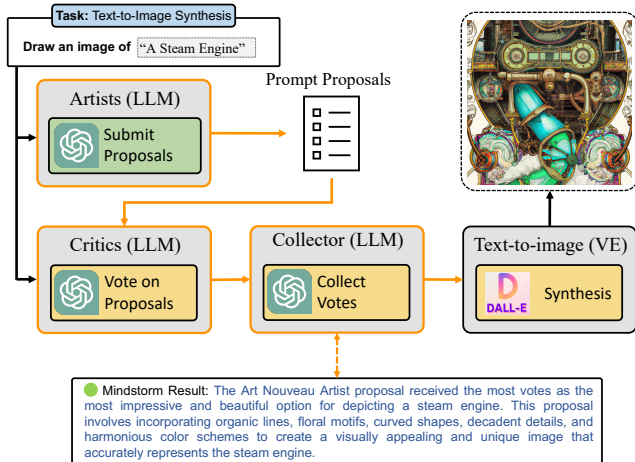 Task: Text-to-Image Synthesis
Draw an image of “A Steam Engine”
Artists (LLM)
Submit
Proposals
Prompt Proposals
Critics (LLM)
Vote on
Proposals
Collector (LLM)
Collect
Votes
Text-to-image (VE)
D
DALL-E
Synthesis
Mindstorm Result: The Art Nouveau Artist proposal received the most votes as the
most impressive and beautiful option for depicting a steam engine. This proposal
involves incorporating organic lines, floral motifs, curved shapes, decadent details, and
harmonious color schemes to create a visually appealing and unique image that
accurately represents the steam engine.